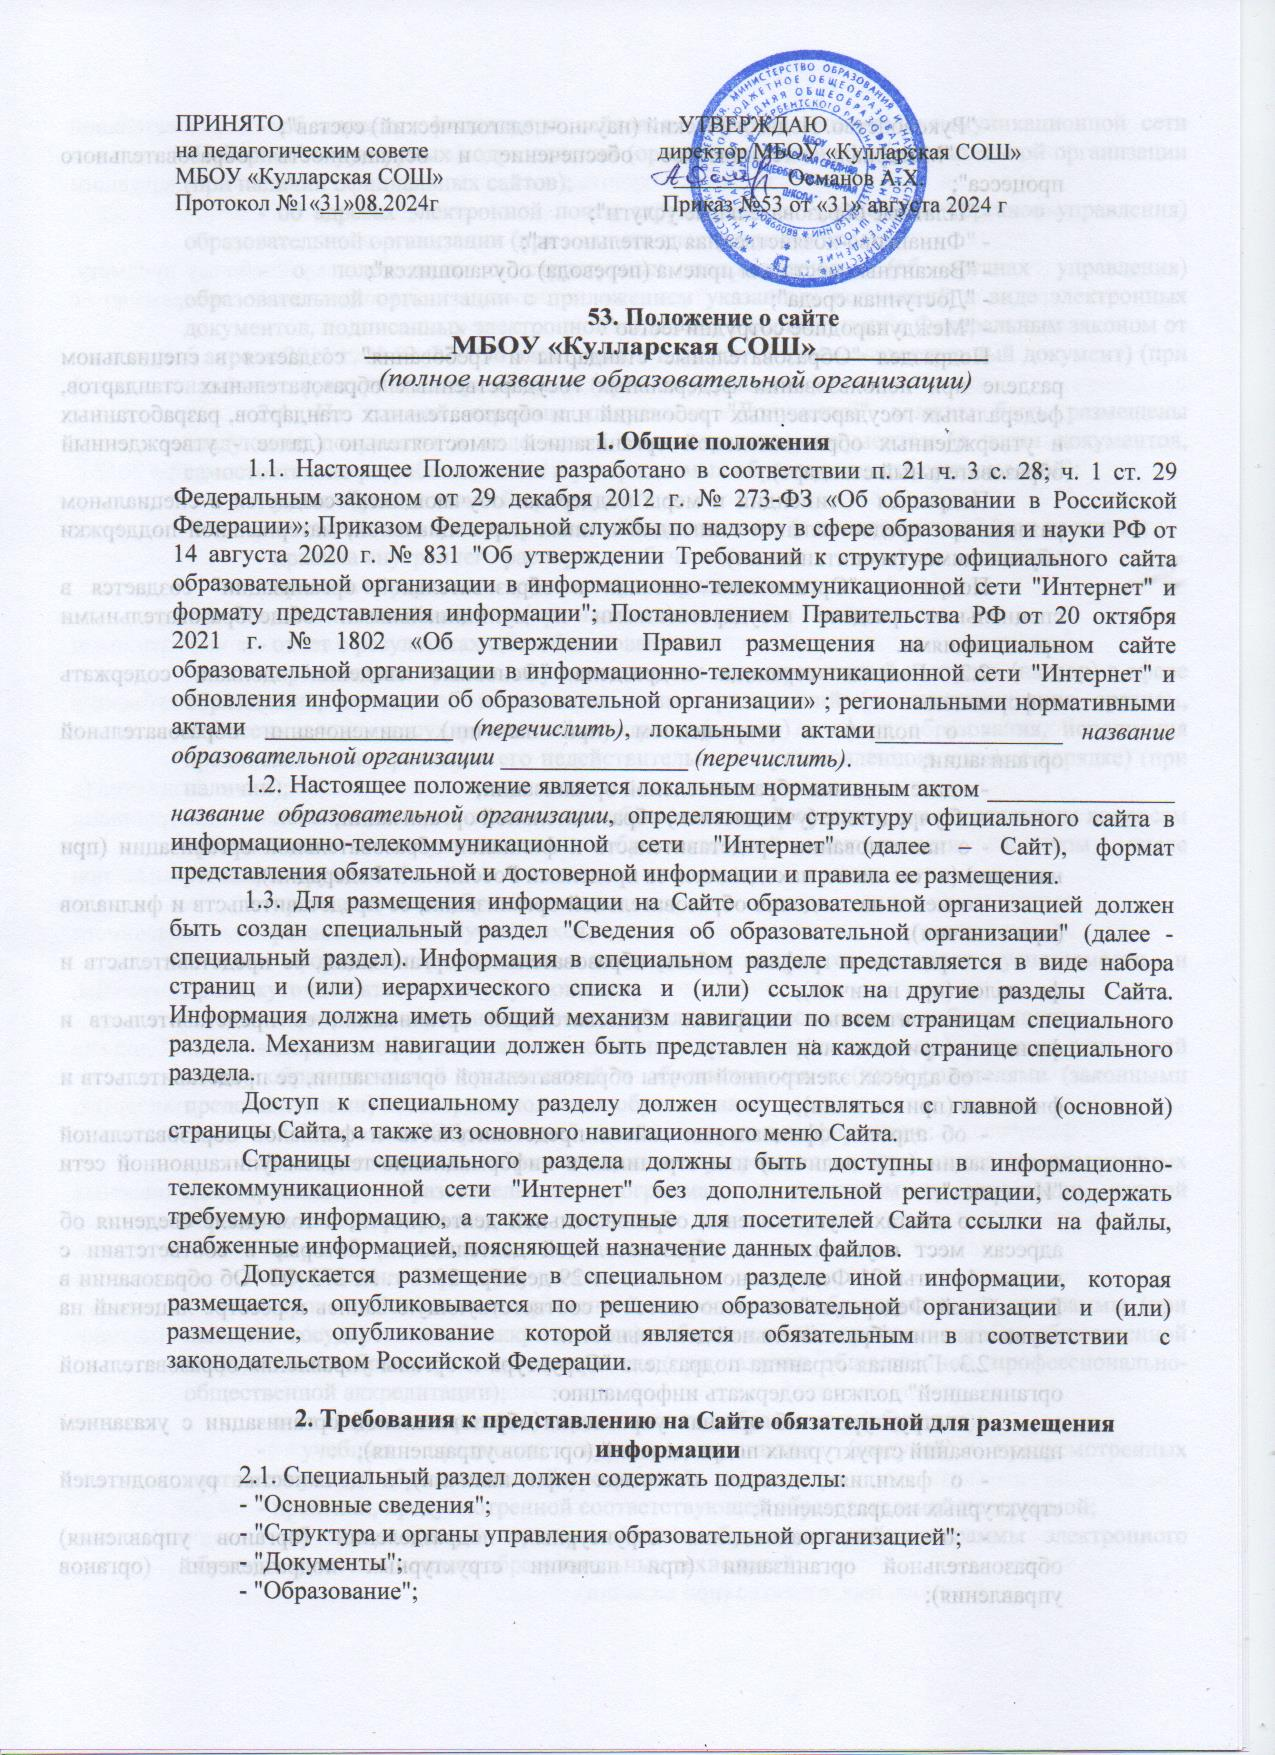 ПРИНЯТО
на педагогическим совете
МБОУ «Кулларская СОШ»
Протокол №1«31»08.2024г
УТВЕРЖДАЮ
директор МБОУ «Кулларская СОШ»
Османов А.Х.
Приказ №53 от «31» августа 2024 г
53. Положение о сайте
МБОУ «Кулларская СОШ»
(полное название образовательной организации)
1. Общие положения
1.1. Настоящее Положение разработано в соответствии п. 21 ч. 3 ст. 28; ч. 1 ст. 29
Федеральным законом от 29 декабря 2012 г. № 273-ФЗ «Об образовании в Российской
Федерации»; Приказом Федеральной службы по надзору в сфере образования и науки РФ от
14 августа 2020 г. № 831 "Об утверждении Требований к структуре официального сайта
образовательной организации в информационно-телекоммуникационной сети "Интернет" и
формату представления информации"; Постановлением Правительства РФ от 20 октября
2021 г. № 1802 «Об утверждении Правил размещения на официальном сайте
образовательной организации в информационно-телекоммуникационной сети "Интернет" и
обновления информации об образовательной организации» ; региональными нормативными
актами _______________ (перечислить), локальными актами______________ название
образовательной организации ______________ (перечислить).
1.2. Настоящее положение является локальным нормативным актом ______________
название образовательной организации, определяющим структуру официального сайта в
информационно-телекоммуникационной сети "Интернет" (далее – Сайт), формат
представления обязательной и достоверной информации и правила ее размещения.
1.3. Для размещения информации на Сайте образовательной организацией должен
быть создан специальный раздел "Сведения об образовательной организации" (далее -
специальный раздел). Информация в специальном разделе представляется в виде набора
страниц и (или) иерархического списка и (или) ссылок на другие разделы Сайта.
Информация должна иметь общий механизм навигации по всем страницам специального
раздела. Механизм навигации должен быть представлен на каждой странице специального
раздела.
Доступ к специальному разделу должен осуществляться с главной (основной)
страницы Сайта, а также из основного навигационного меню Сайта.
Страницы специального раздела должны быть доступны в информационно-
телекоммуникационной сети "Интернет" без дополнительной регистрации, содержать
требуемую информацию, а также доступные для посетителей Сайта ссылки на файлы,
снабженные информацией, поясняющей назначение данных файлов.
Допускается размещение в специальном разделе иной информации, которая
размещается, опубликовывается по решению образовательной организации и (или)
размещение, опубликование которой является обязательным в соответствии с
законодательством Российской Федерации.
2. Требования к представлению на Сайте обязательной для размещения
информации
2.1. Специальный раздел должен содержать подразделы:
- "Основные сведения";
- "Структура и органы управления образовательной организацией";
- "Документы";
- "Образование";